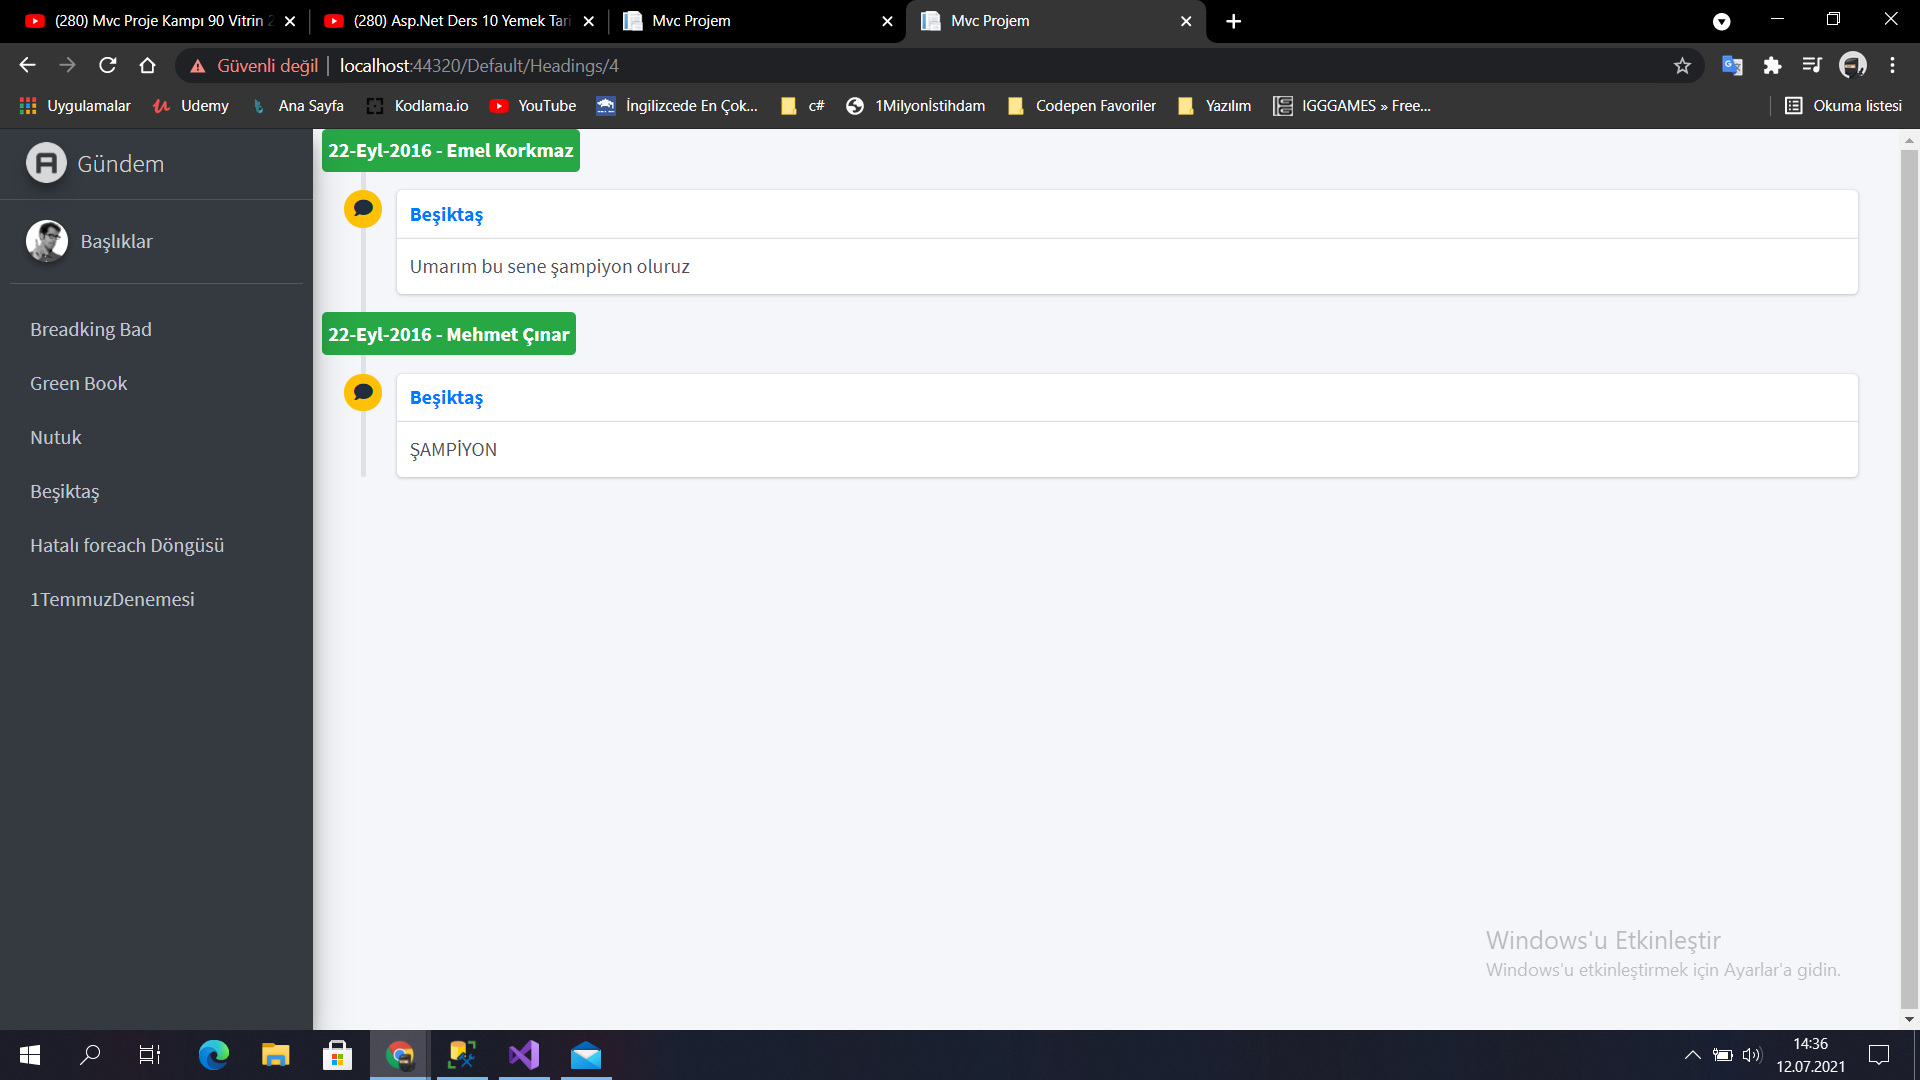 (280) Mvc Proje Kampı 90 Vitrin 2
(280) Asp.Net Ders 10 Yemek Tari
Mvc Projem
Mvc Projem
Güvenli değil
localhost:44320/Default/Headings/4
Uygulamalar
Udemy
Ana Sayfa
Kodlama.io
YouTube
İngilizcede En Çok...
c#
1Milyonİstihdam
Codepen Favoriler
Yazılım
IGGGAMES » Free...
Okuma listesi
Gündem
Başlıklar
Breadking Bad
Green Book
Nutuk
Beşiktaş
Hatalı foreach Döngüsü
1TemmuzDenemesi
22-Eyl-2016 - Emel Korkmaz
Beşiktaş
Umarım bu sene şampiyon oluruz
22-Eyl-2016 - Mehmet Çınar
Beşiktaş
ŞAMPİYON
Windows'u Etkinleştir
Windows'u etkinleştirmek için Ayarlar'a gidin.
14:36
12.07.2021